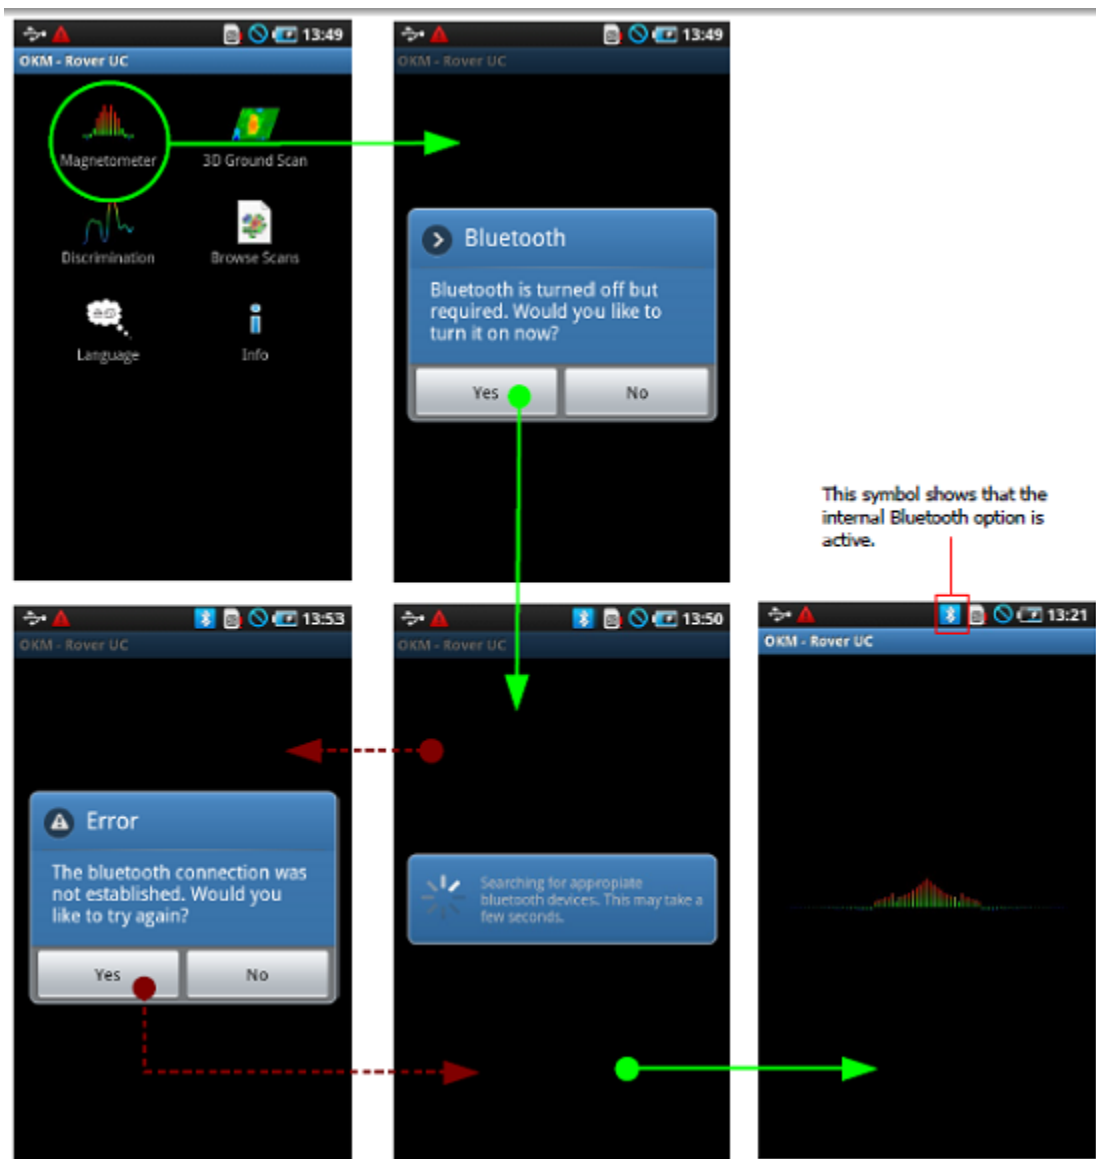 13:49
OKM - Rover UC
Magnetometer
3D Ground Scan
Discrimination
Browse Scans
Language
Info
13:49
OKM - Rover UC
Bluetooth
Bluetooth is turned off but
required. Would you like to
turn it on now?
Yes
No
This symbol shows that the
internal Bluetooth option is
active.
13:53
OKM - Rover UC
Error
The bluetooth connection was
not established. Would you
like to try again?
Yes
No
13:50
OKM - Rover UC
Searching for appropiate
bluetooth devices. This may take a
few seconds.
13:21
OKM - Rover UC